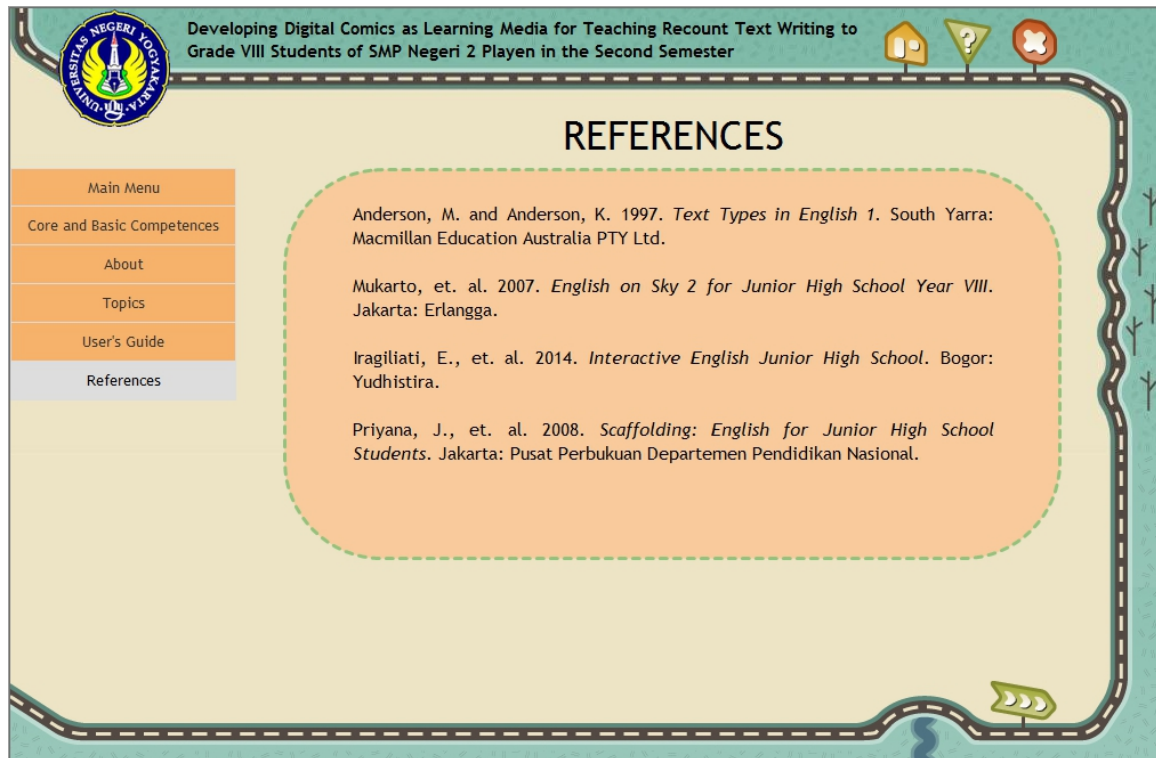 Developing Digital Comics as Learning Media for Teaching Recount Text Writing to
Grade VIII Students of SMP Negeri 2 Playen in the Second Semester
UNIVERSITAS NEGERI YOGYAKARTA
?
REFERENCES
Main Menu
Core and Basic Competences
About
Topics
User's Guide
References
Anderson, M. and Anderson, K. 1997. Text Types in English 1. South Yarra:
Macmillan Education Australia PTY Ltd.
Mukarto, et. al. 2007. English on Sky 2 for Junior High School Year VIII.
Jakarta: Erlangga.
Iragiliati, E., et. al. 2014. Interactive English Junior High School. Bogor:
Yudhistira.
Priyana, J., et. al. 2008. Scaffolding: English for Junior High School
Students. Jakarta: Pusat Perbukuan Departemen Pendidikan Nasional.